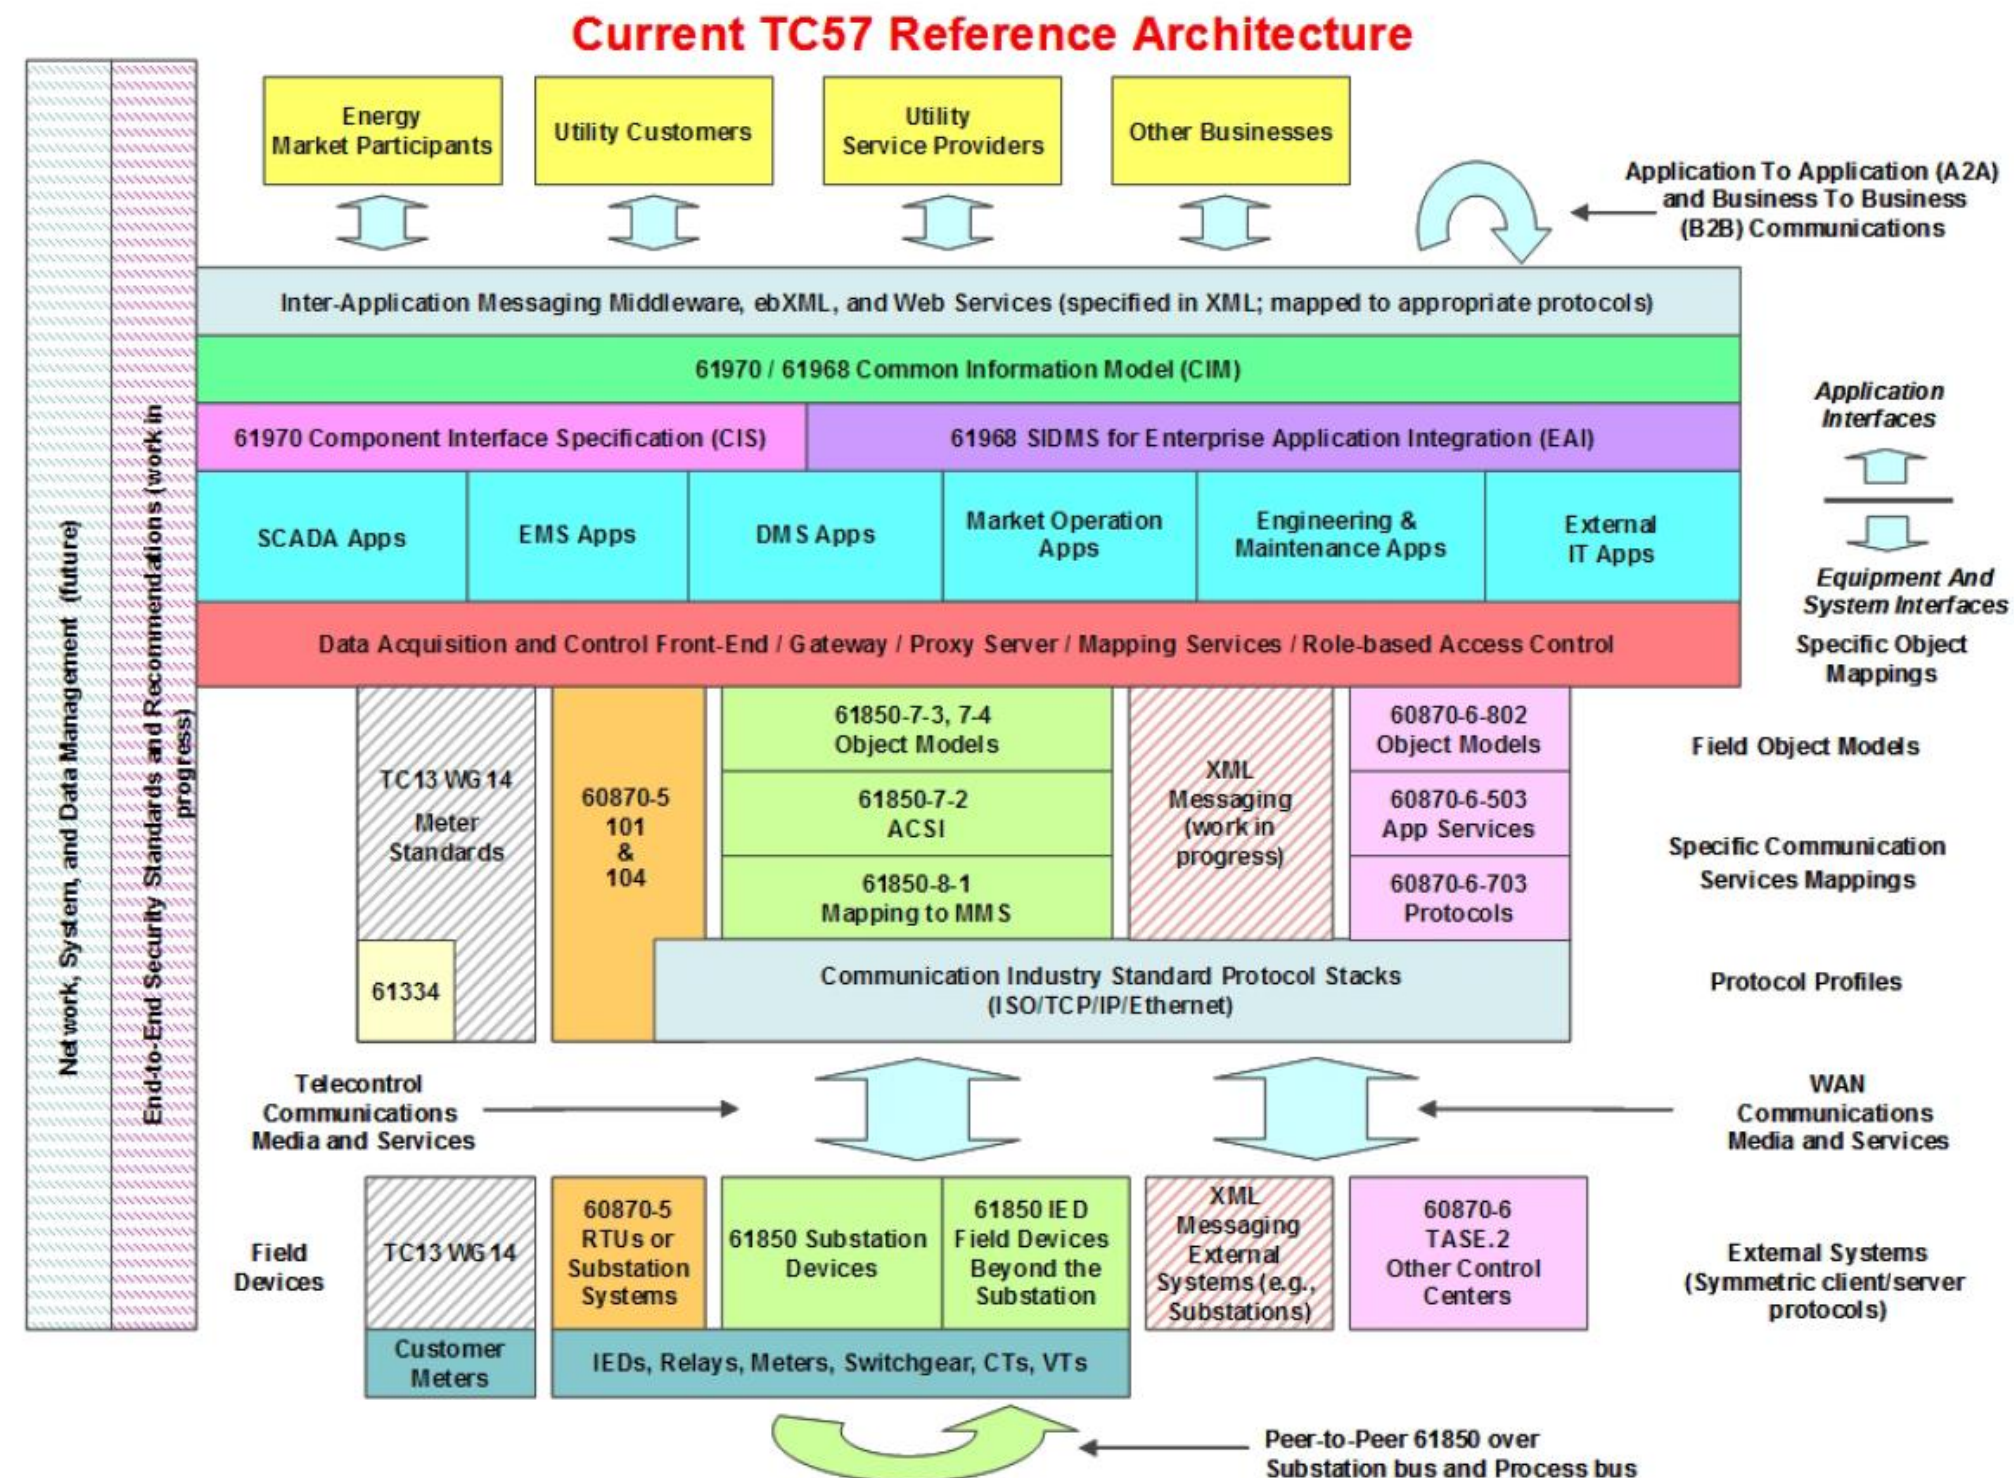 Current TC57 Reference Architecture
Energy
Market Participants
Utility Customers
Utility
Service Providers
Other Businesses
Application To Application (A2A)
and Business To Business
(B2B) Communications
Inter-Application Messaging Middleware, ebXML, and Web Services (specified in XML; mapped to appropriate protocols)
61970 / 61968 Common Information Model (CIM)
61970 Component Interface Specification (CIS)
61968 SIDMS for Enterprise Application Integration (EAI)
Application
Interfaces
SCADA Apps
EMS Apps
DMS Apps
Market Operation
Apps
Engineering &
Maintenance Apps
External
IT Apps
Equipment And
System Interfaces
Data Acquisition and Control Front-End / Gateway / Proxy Server / Mapping Services / Role-based Access Control
Specific Object
Mappings
Network, System, and Data Management (future)
End-to-End Security Standards and Recommendations (work in
progress)
TC13 WG14
Meter
Standards
61334
60870-5
101
&
104
61850-7-3, 7-4
Object Models
61850-7-2
ACSI
61850-8-1
Mapping to MMS
XML
Messaging
(work in
progress)
60870-6-802
Object Models
60870-6-503
App Services
60870-6-703
Protocols
Field Object Models
Specific Communication
Services Mappings
Communication Industry Standard Protocol Stacks
(ISO/TCP/IP/Ethernet)
Protocol Profiles
Telecontrol
Communications
Media and Services
WAN
Communications
Media and Services
Field
Devices
TC13 WG14
60870-5
RTUs or
Substation
Systems
61850 Substation
Devices
61850 IED
Field Devices
Beyond the
Substation
XML
Messaging
External
Systems (e.g.,
Substations)
60870-6
TASE.2
Other Control
Centers
External Systems
(Symmetric client/server
protocols)
Customer
Meters
IEDs, Relays, Meters, Switchgear, CTs, VTs
Peer-to-Peer 61850 over
Substation bus and Process bus